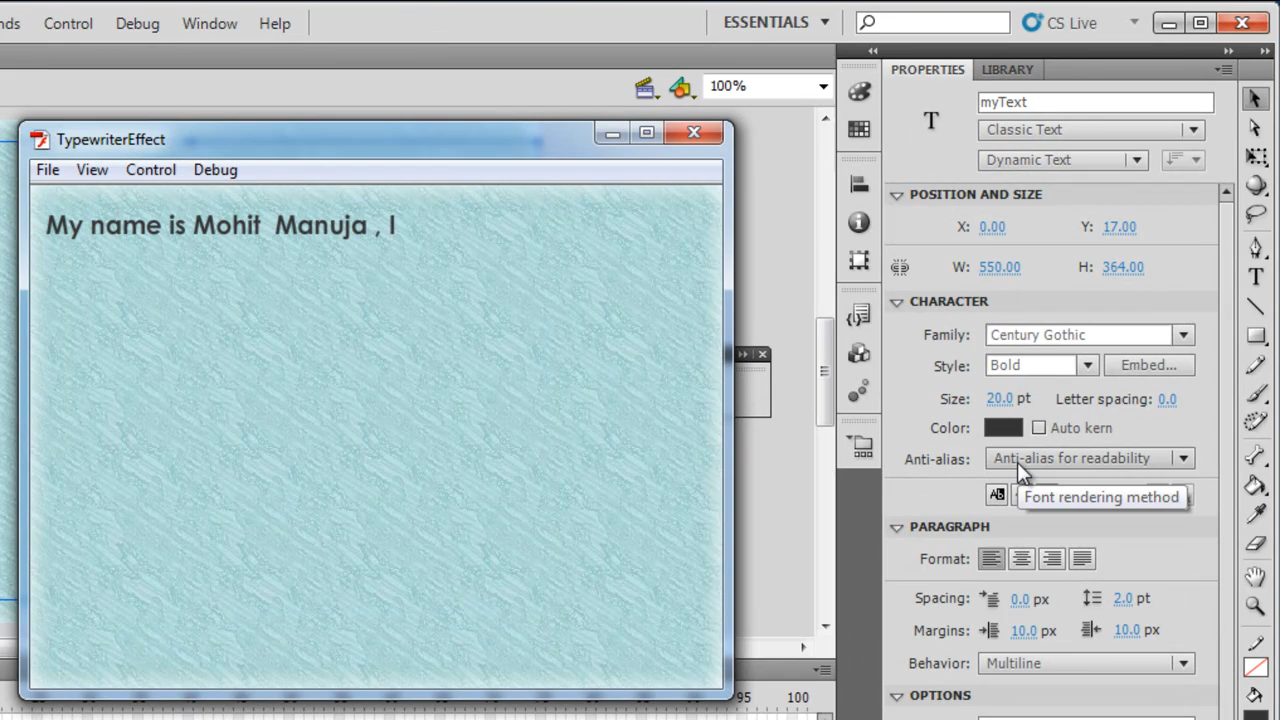 nds Control Debug Window Help ESSENTIALS CS Live
PROPERTIES LIBRARY
100%
T myText
Classic Text
Dynamic Text
TypewriterEffect
File View Control Debug
My name is Mohit Manuja , I
POSITION AND SIZE
X: 0.00 Y: 17.00
W: 550.00 H: 364.00
CHARACTER
Family: Century Gothic
Style: Bold Embed...
Size: 20.0 pt Letter spacing: 0.0
Color: Auto kern
Anti-alias: Anti-alias for readability
Font rendering method
PARAGRAPH
Format:
Spacing: 0.0 px 2.0 pt
Margins: 10.0 px 10.0 px
Behavior: Multiline
OPTIONS
95 100